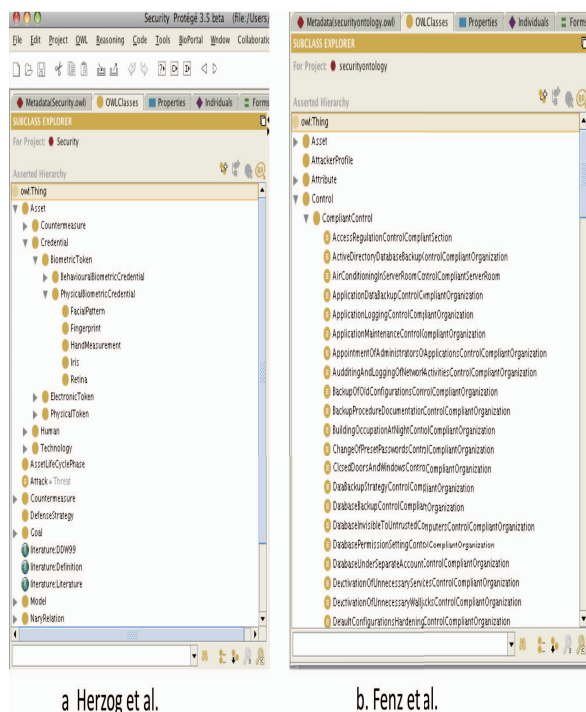 Security Protégé 3.5 beta (file:/Users/
File Edit Project OWL Reasoning Code Tools BioPortal Window Collaboratio
Metadata(Security.owl) OWLClasses Properties Individuals Forms
SUBCLASS EXPLORER
For Project: Security
Asserted Hierarchy
owl:Thing
Asset
Countermeasure
Credential
BiometricToken
BehaviouralBiometricCredential
PhysicalBiometricCredential
FacialPattern
Fingerprint
HandMeasurement
Iris
Retina
ElectronicToken
PhysicalToken
Human
Technology
AssetLifeCyclePhase
Attack = Threat
Countermeasure
DefenseStrategy
Goal
literature:DDW99
literature:Definition
literature:Literature
Model
NaryRelation
a Herzog et al.
Metadata(securityontology.owl) OWLClasses Properties Individuals Forms
SUBCLASS EXPLORER
For Project: securityontology
Asserted Hierarchy
owl:Thing
Asset
AttackerProfile
Attribute
Control
CompliantControl
AccessRegulationControlCompliantSection
ActiveDirectoryDatabaseBackupControlCompliantOrganization
AirConditioningInServerRoomControlCompliantServerRoom
ApplicationDataBackupControlCompliantOrganization
ApplicationLoggingControlCompliantOrganization
ApplicationMaintenanceControlCompliantOrganization
AppointmentOfAdministratorsOfApplicationsControlCompliantOrganization
AudditingAndLoggingOfNetworkActivitiesControlCompliantOrganization
BackupOfOldConfigurationsControlCompliantOrganization
BackupProcedureDocumentationControlCompliantOrganization
BuildingOccupationAtNightControlCompliantOrganization
ChangeOfPresetPasswordsControlCompliantOrganization
ClosedDoorsAndWindowsControlCompliantOrganization
DataBackupStrategyControlCompliantOrganization
DatabaseBackupControlCompliantOrganization
DatabaseInvisibleToUntrustedComputersControlCompliantOrganization
DatabasePermissionSettingControlCompliantOrganization
DatabaseUnderSeparateAccountControlCompliantOrganization
DeactivationOfUnnecessaryServicesControlCompliantOrganization
DeactivationOfUnnecessaryWalljacksControlCompliantOrganization
DefaultConfigurationsHardeningControlCompliantOrganization
b. Fenz et al.